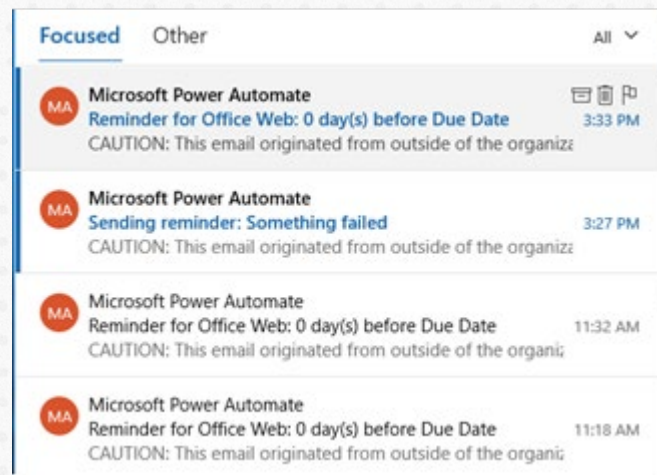 Focused Other All
MA Microsoft Power Automate
Reminder for Office Web: 0 day(s) before Due Date 3:33 PM
CAUTION: This email originated from outside of the organiza
MA Microsoft Power Automate
Sending reminder: Something failed 3:27 PM
CAUTION: This email originated from outside of the organiza
MA Microsoft Power Automate
Reminder for Office Web: 0 day(s) before Due Date 11:32 AM
CAUTION: This email originated from outside of the organiz
MA Microsoft Power Automate
Reminder for Office Web: 0 day(s) before Due Date 11:18 AM
CAUTION: This email originated from outside of the organiz